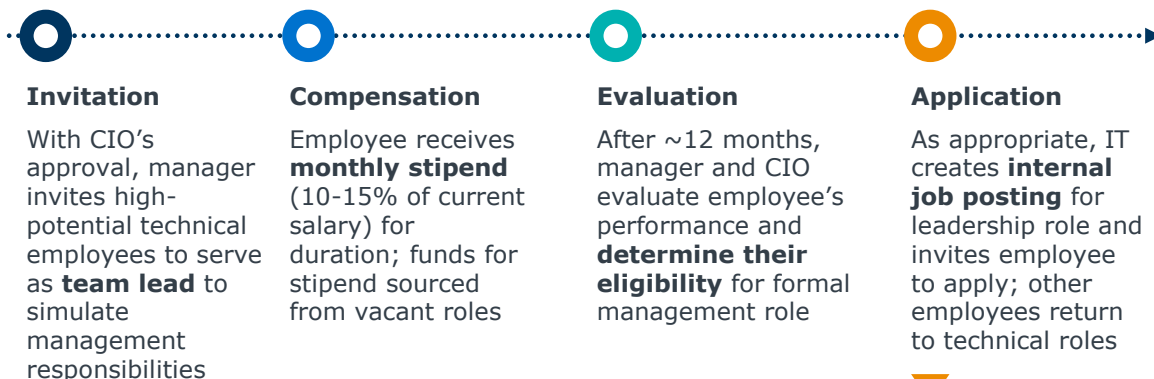 Invitation
With CIO's
approval, manager
invites high-
potential technical
employees to serve
as team lead to
simulate
management
responsibilities
Compensation
Employee receives
monthly stipend
(10-15% of current
salary) for
duration; funds for
stipend sourced
from vacant roles
Evaluation
After ~12 months,
manager and CIO
evaluate employee's
performance and
determine their
eligibility for formal
management role
Application
As appropriate, IT
creates internal
job posting for
leadership role and
invites employee
to apply; other
employees return
to technical roles